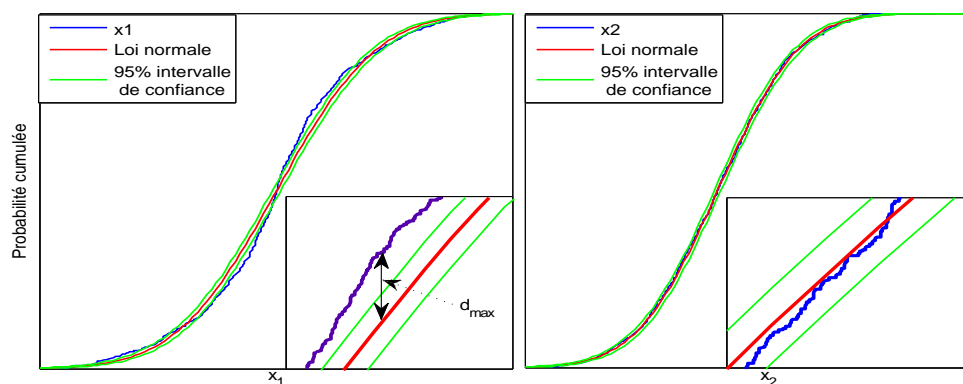 x1
Loi normale
95% intervalle
de confiance
Probabilité cumulée
d_max
x_1
x2
Loi normale
95% intervalle
de confiance
x_2